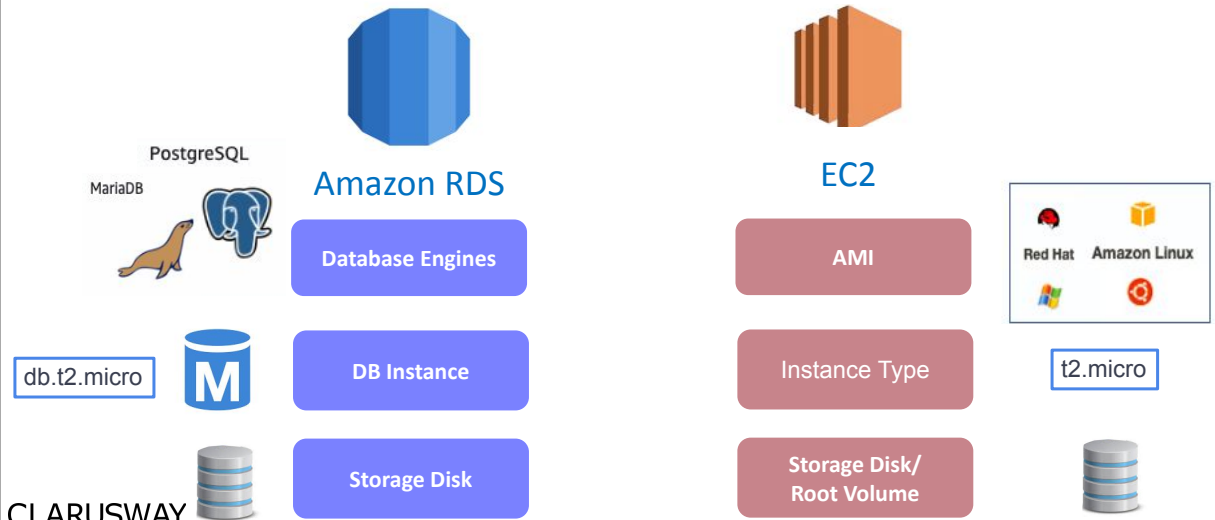 PostgreSQL
MariaDB
Amazon RDS
EC2
Database Engines
AMI
Red Hat
Amazon Linux
db.t2.micro
M
DB Instance
Instance Type
t2.micro
Storage Disk
Storage Disk/
Root Volume
CLARUSWAY